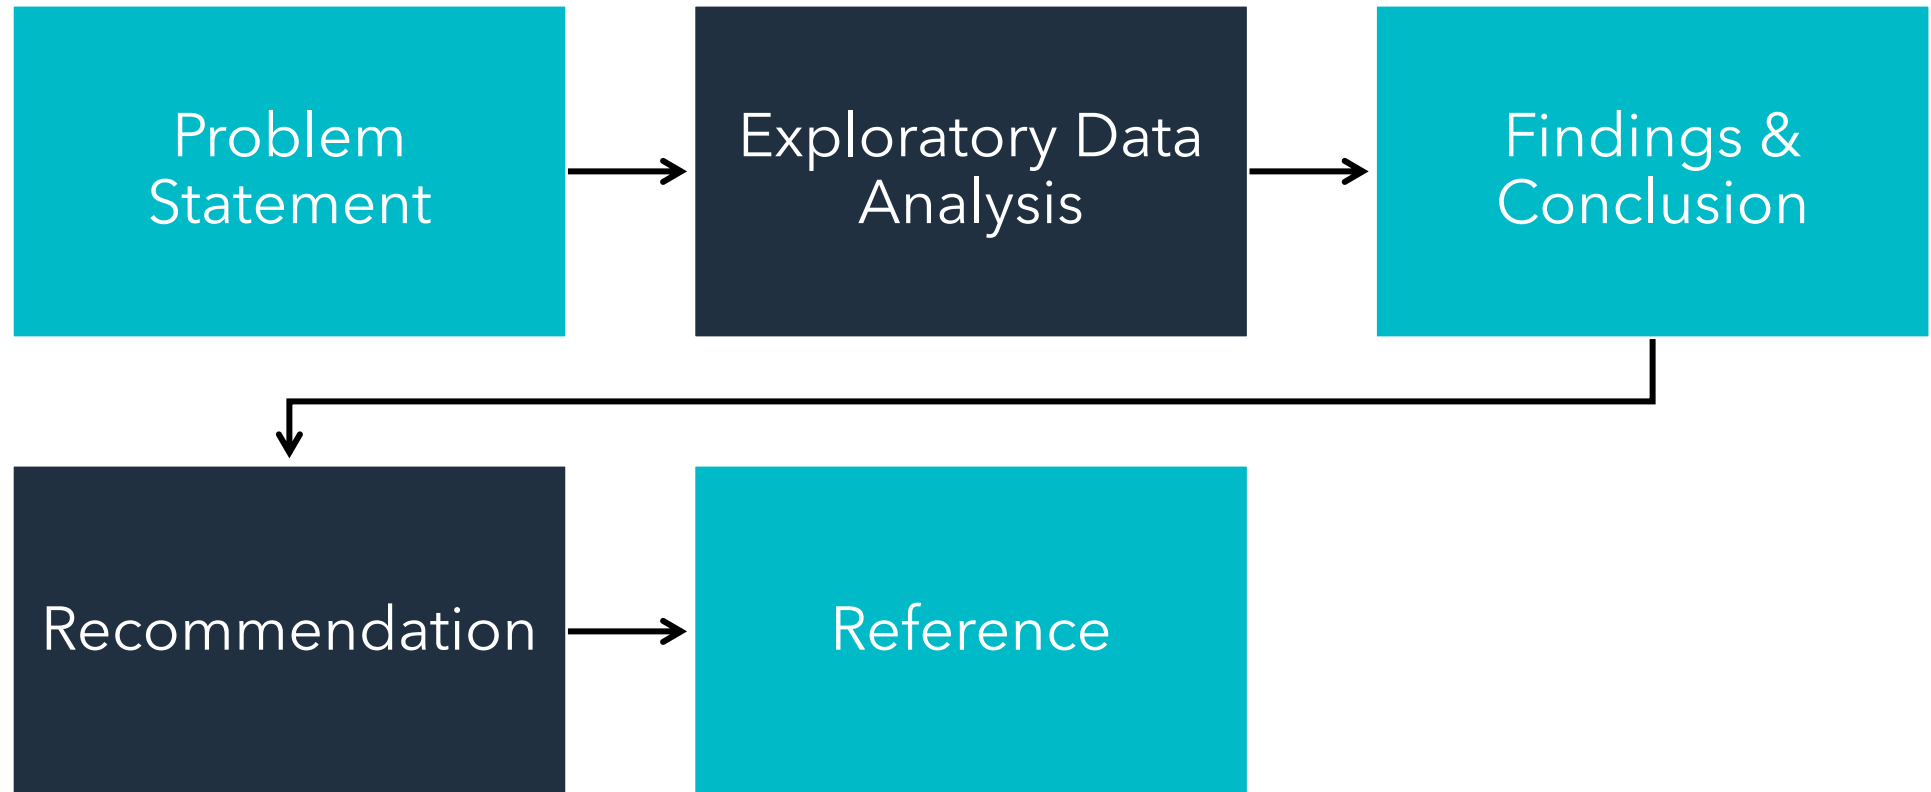 Problem
Statement
Exploratory Data
Analysis
Findings &
Conclusion
Recommendation
Reference